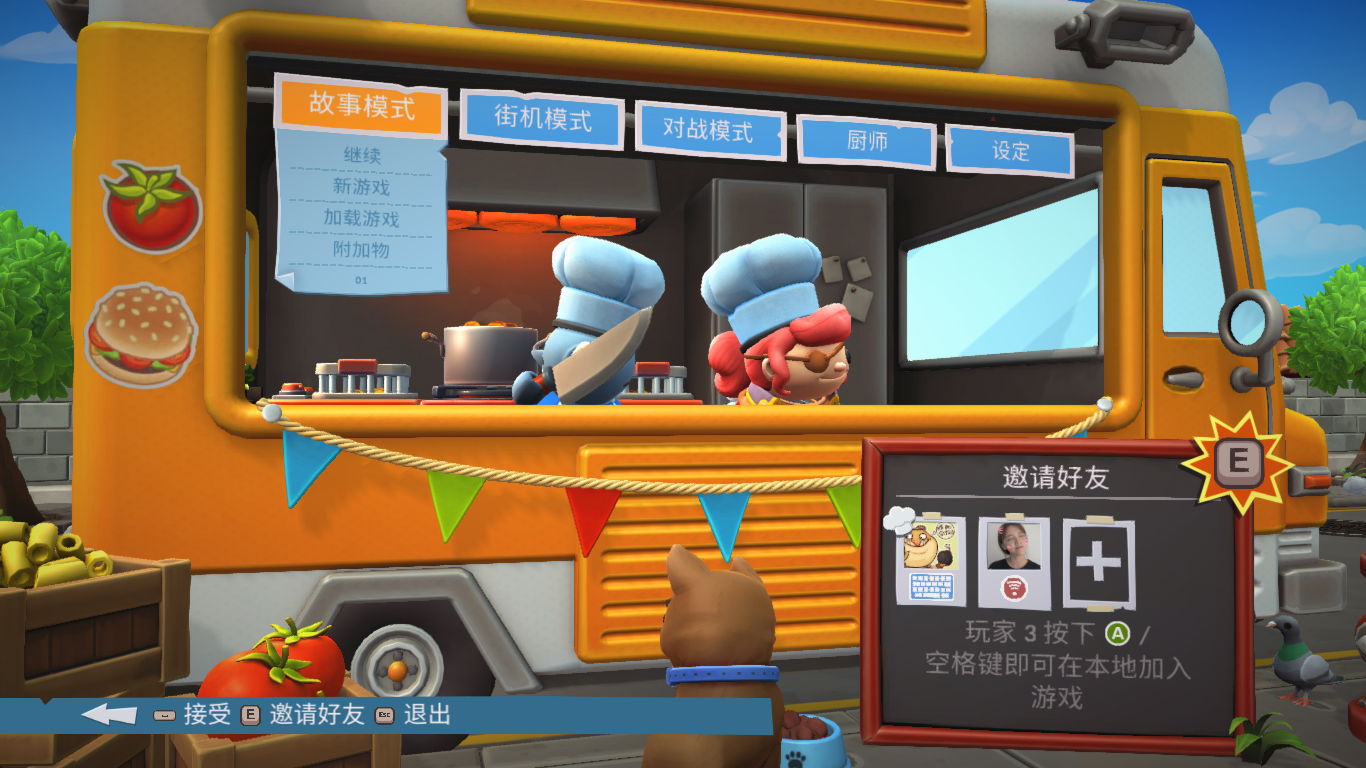 故事模式
街机模式
对战模式
厨师
设定
继续
新游戏
加载游戏
附加物
01
E
邀请好友
玩家 3 按下 A /
空格键即可在本地加入
游戏
接受 E 邀请好友 Esc 退出